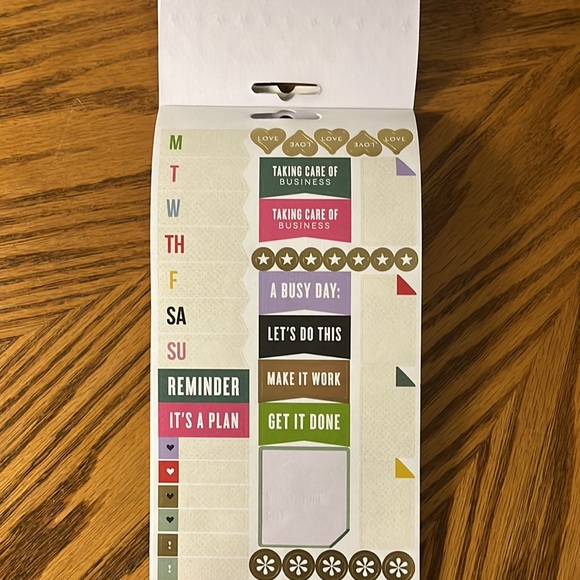 M
T
W
TH
F
SA
SU
REMINDER
IT'S A PLAN
!
!
LOVE
LOVE
LOVE
LOVE
LOVE
TAKING CARE OF
BUSINESS
TAKING CARE OF
BUSINESS
A BUSY DAY:
LET'S DO THIS
MAKE IT WORK
GET IT DONE